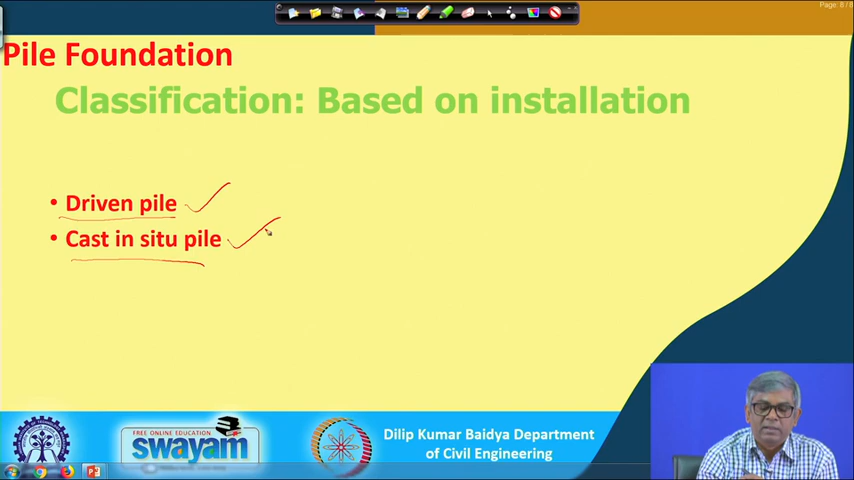 Page: 8 / 8
Pile Foundation
Classification: Based on installation
• Driven pile
• Cast in situ pile
FREE ONLINE EDUCATION
swayam
Dilip Kumar Baidya Department
of Civil Engineering